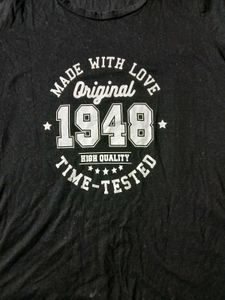 MADE WITH LOVE
Original
1948
HIGH QUALITY
TIME-TESTED